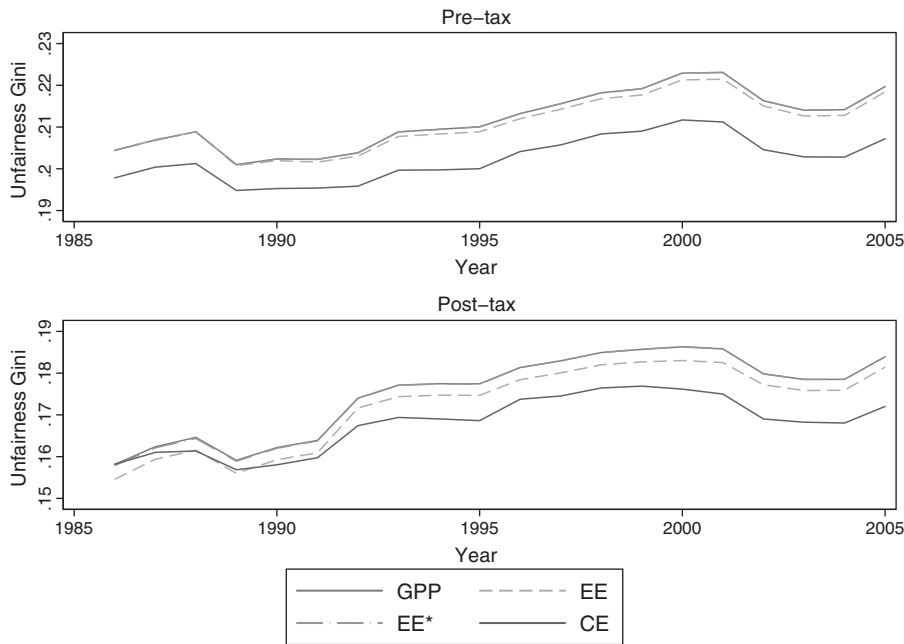 Pre−tax
Unfairness Gini
.23
.22
.21
.2
.19
1985 1990 1995 2000 2005
Year
Post−tax
Unfairness Gini
.19
.18
.17
.16
.15
1985 1990 1995 2000 2005
Year
GPP EE
EE* CE